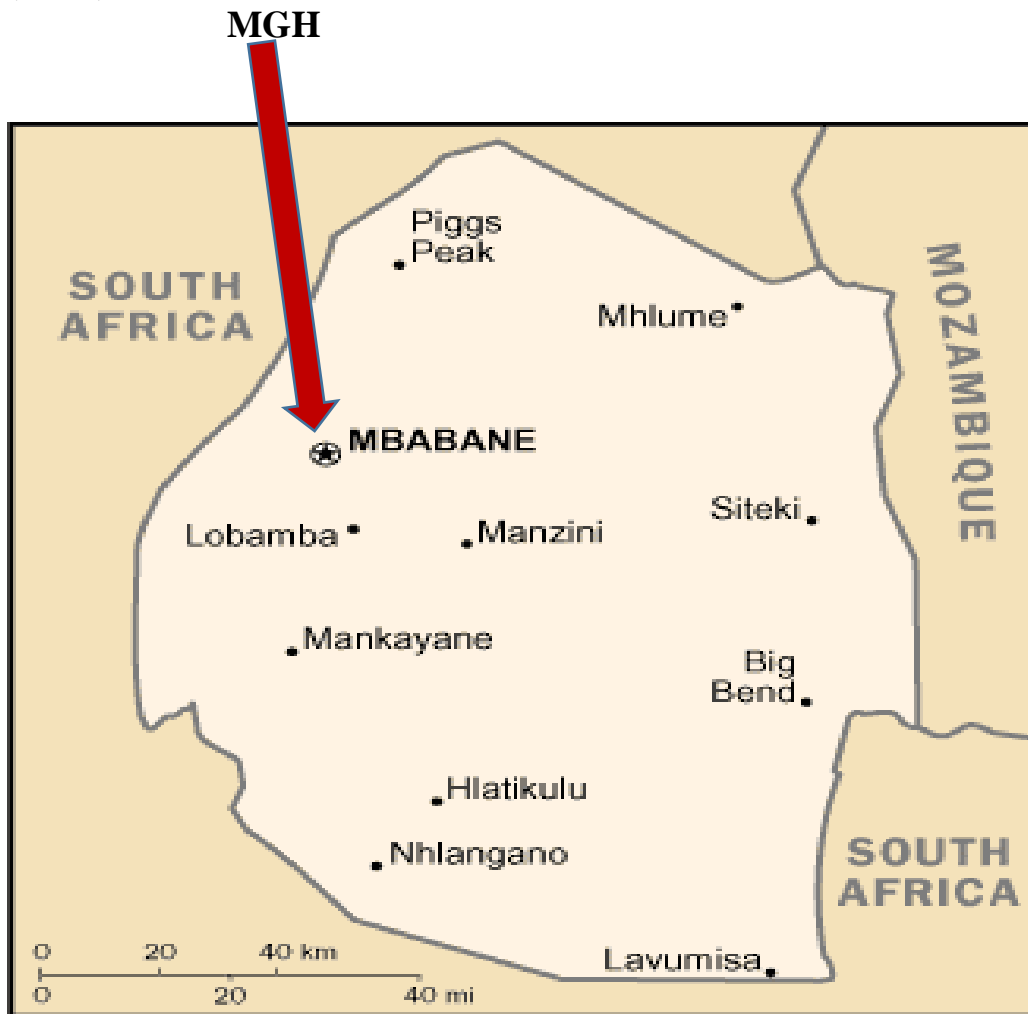 MGH
Piggs
Peak
SOUTH
AFRICA
Mhlume
MOZAMBIQUE
MBABANE
Siteki
Lobamba
Manzini
Mankayane
Big
Bend
Hlatikulu
Nhlangano
SOUTH
AFRICA
Lavumisa
0 20 40 km
0 20 40 mi